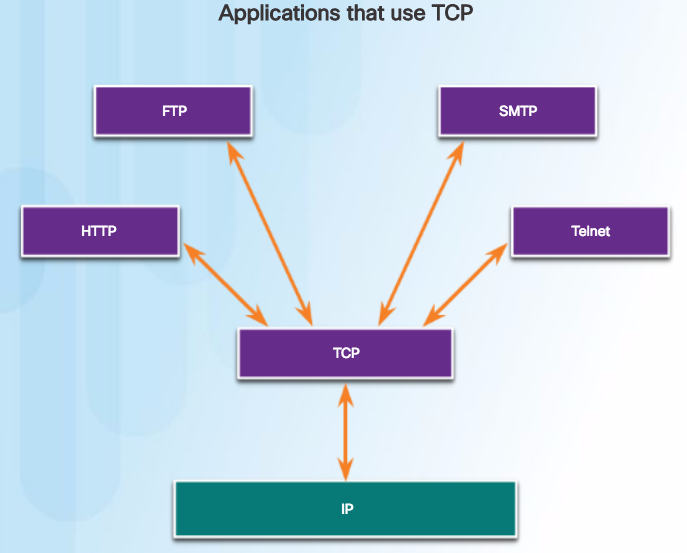 Applications that use TCP
FTP
SMTP
HTTP
Telnet
TCP
IP